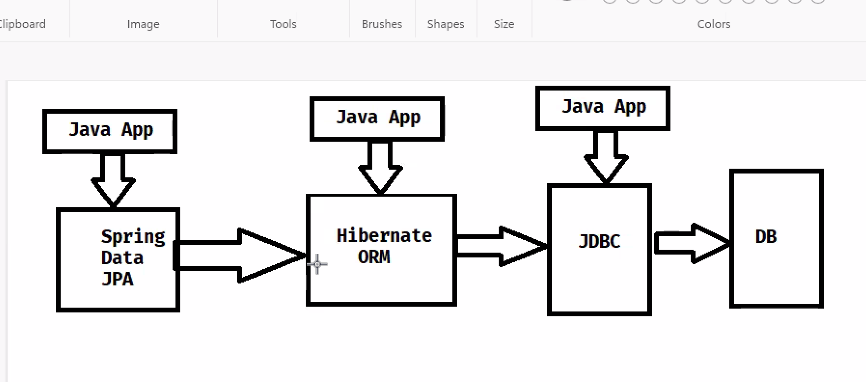 Clipboard
Image
Tools
Brushes
Shapes
Size
Colors
Java App
Java App
Java App
Spring
Data
JPA
Hibernate
ORM
JDBC
DB